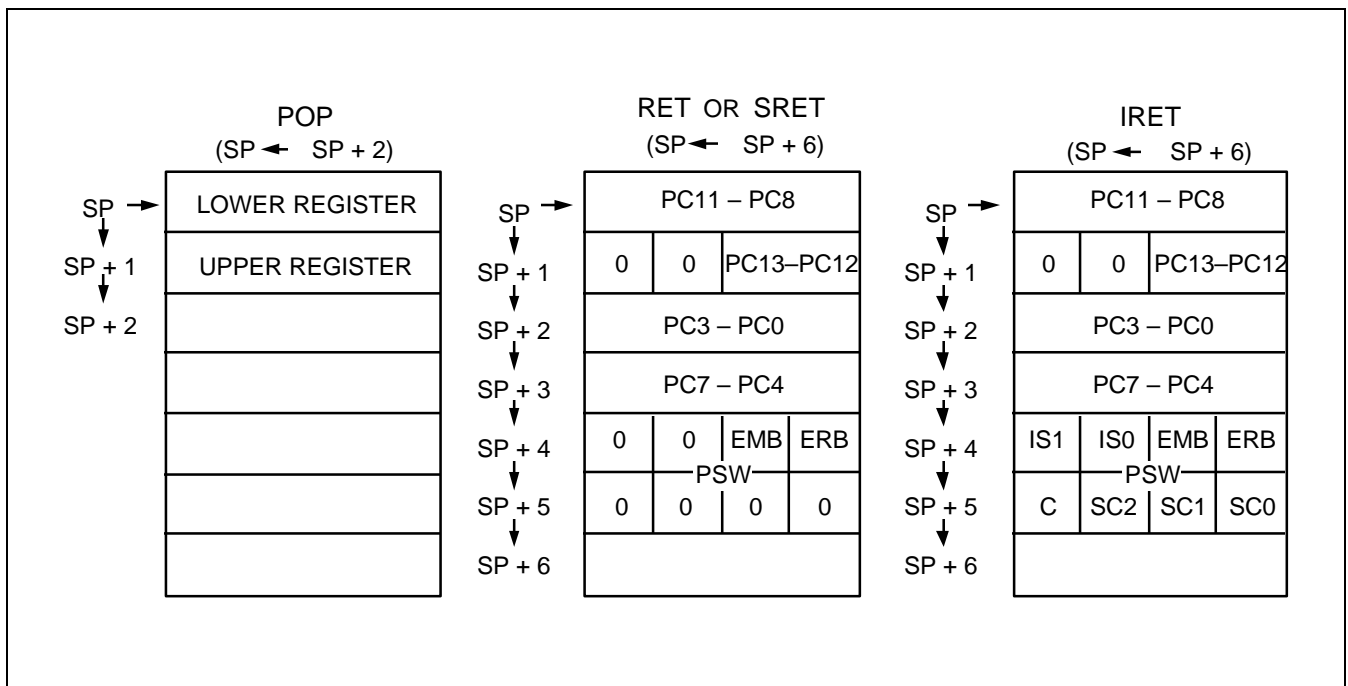 POP
(SP ← SP + 2)
SP → LOWER REGISTER
SP + 1 UPPER REGISTER
SP + 2
RET OR SRET
(SP ← SP + 6)
SP → PC11 – PC8
SP + 1 0 0 PC13–PC12
SP + 2 PC3 – PC0
SP + 3 PC7 – PC4
SP + 4 0 0 EMB ERB
PSW
SP + 5 0 0 0 0
SP + 6
IRET
(SP ← SP + 6)
SP → PC11 – PC8
SP + 1 0 0 PC13–PC12
SP + 2 PC3 – PC0
SP + 3 PC7 – PC4
SP + 4 IS1 IS0 EMB ERB
PSW
SP + 5 C SC2 SC1 SC0
SP + 6